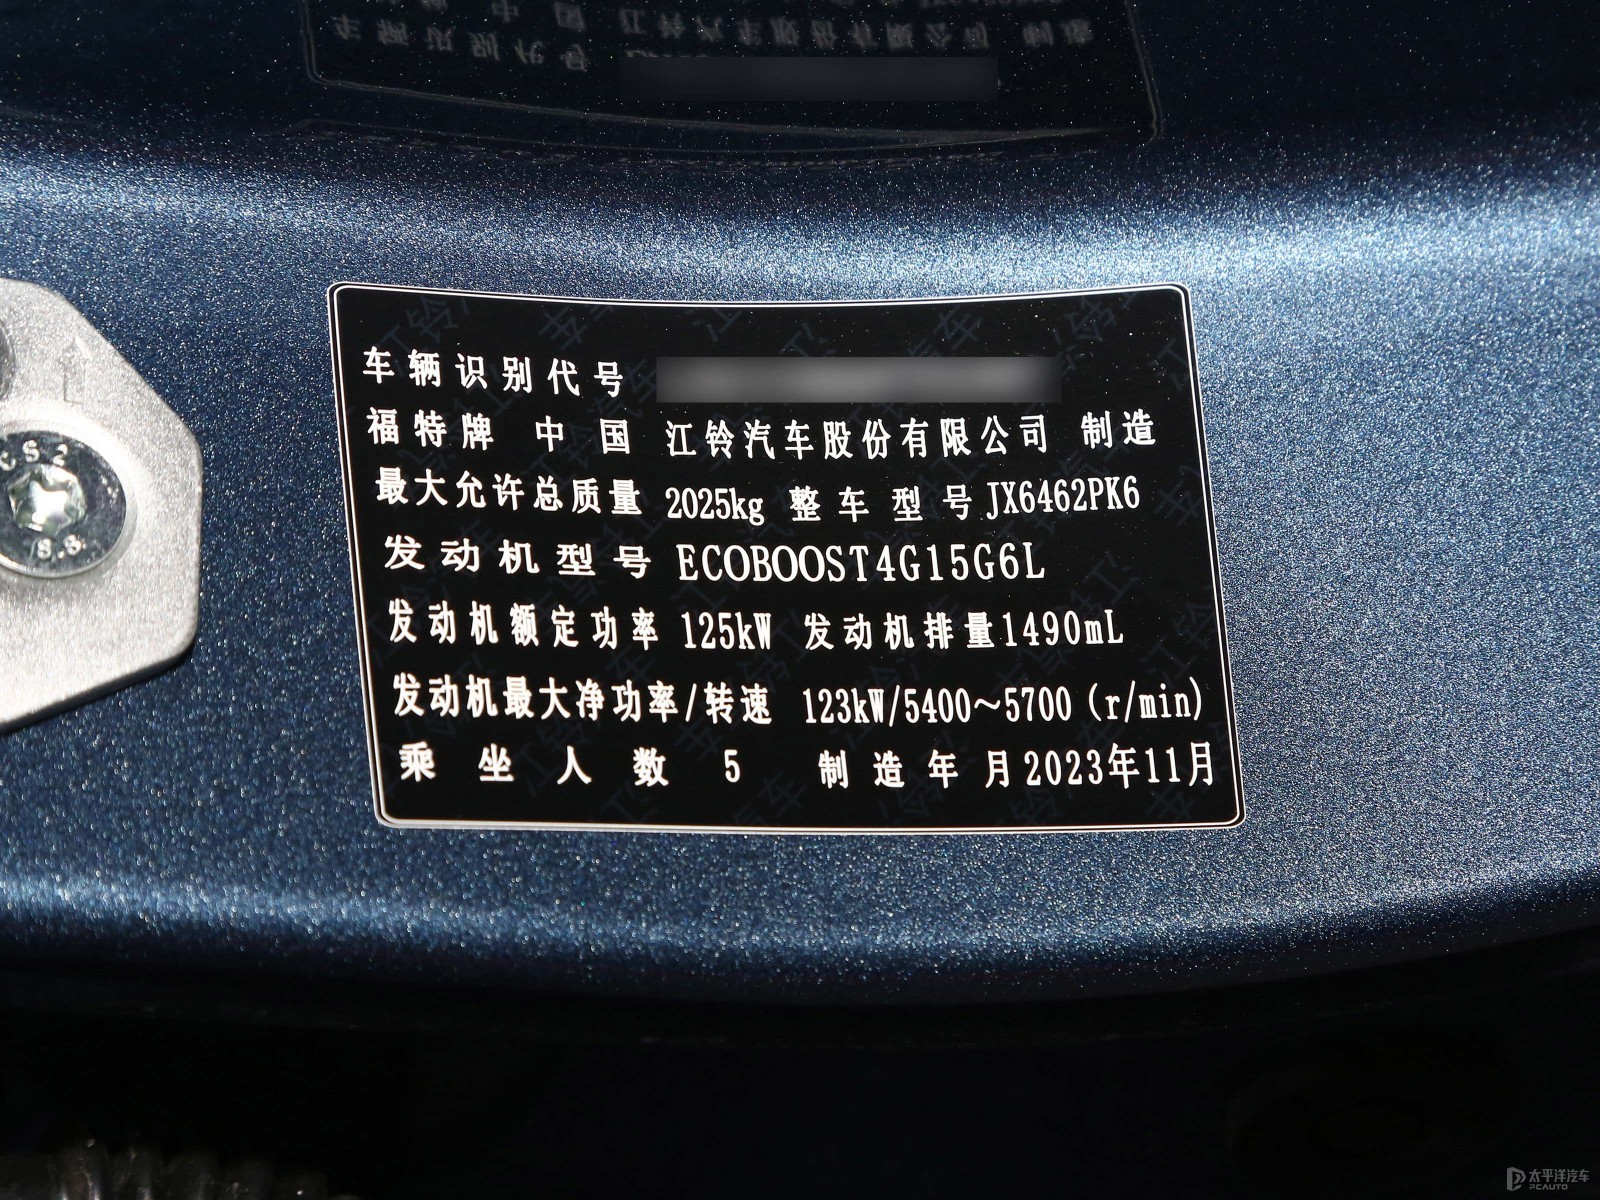 车辆识别代号
福特牌 中国 江铃汽车股份有限公司 制造
最大允许总质量 2025kg 整车型号 JX6462PK6
发动机型号 ECOBOOST4G15G6L
发动机额定功率 125kW 发动机排量1490mL
发动机最大净功率/转速 123kW/5400~5700 (r/min)
乘坐人数 5 制造年月2023年11月
CS2
8.8
太平洋汽车
PCAUTO